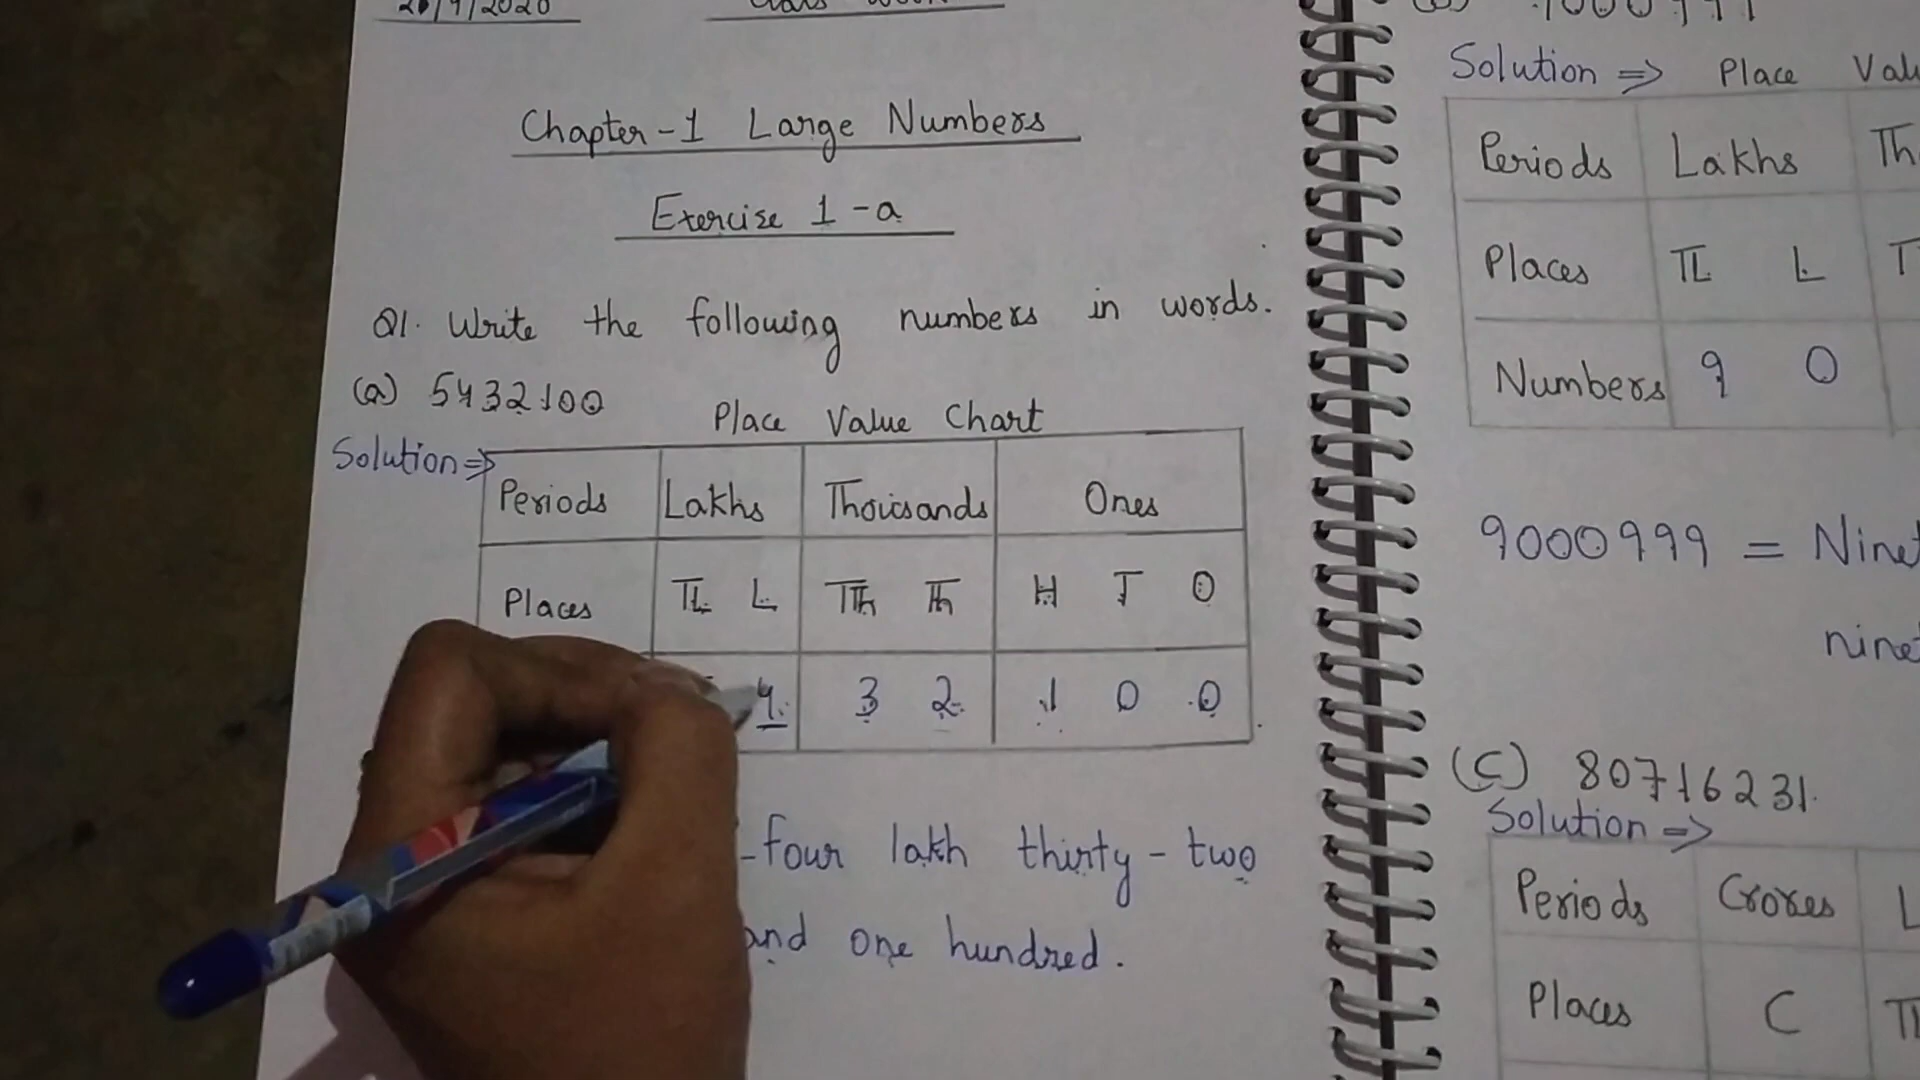 Chapter-1 Large Numbers
Exercise 1-a
Q1. Write the following numbers in words.
(a) 5432100
Place Value Chart
Solution⇒
Periods Lakhs Thousands Ones
Places TL L TTh Th H T O
4 3 2 1 0 0
-four lakh thirty-two
and one hundred.
Solution ⇒ Place
Periods Lakhs Th
Places TL L T
Numbers 9 0
9000999 = Ninet
nine
(C) 80716231.
Solution ⇒
Periods Crores L
Places C